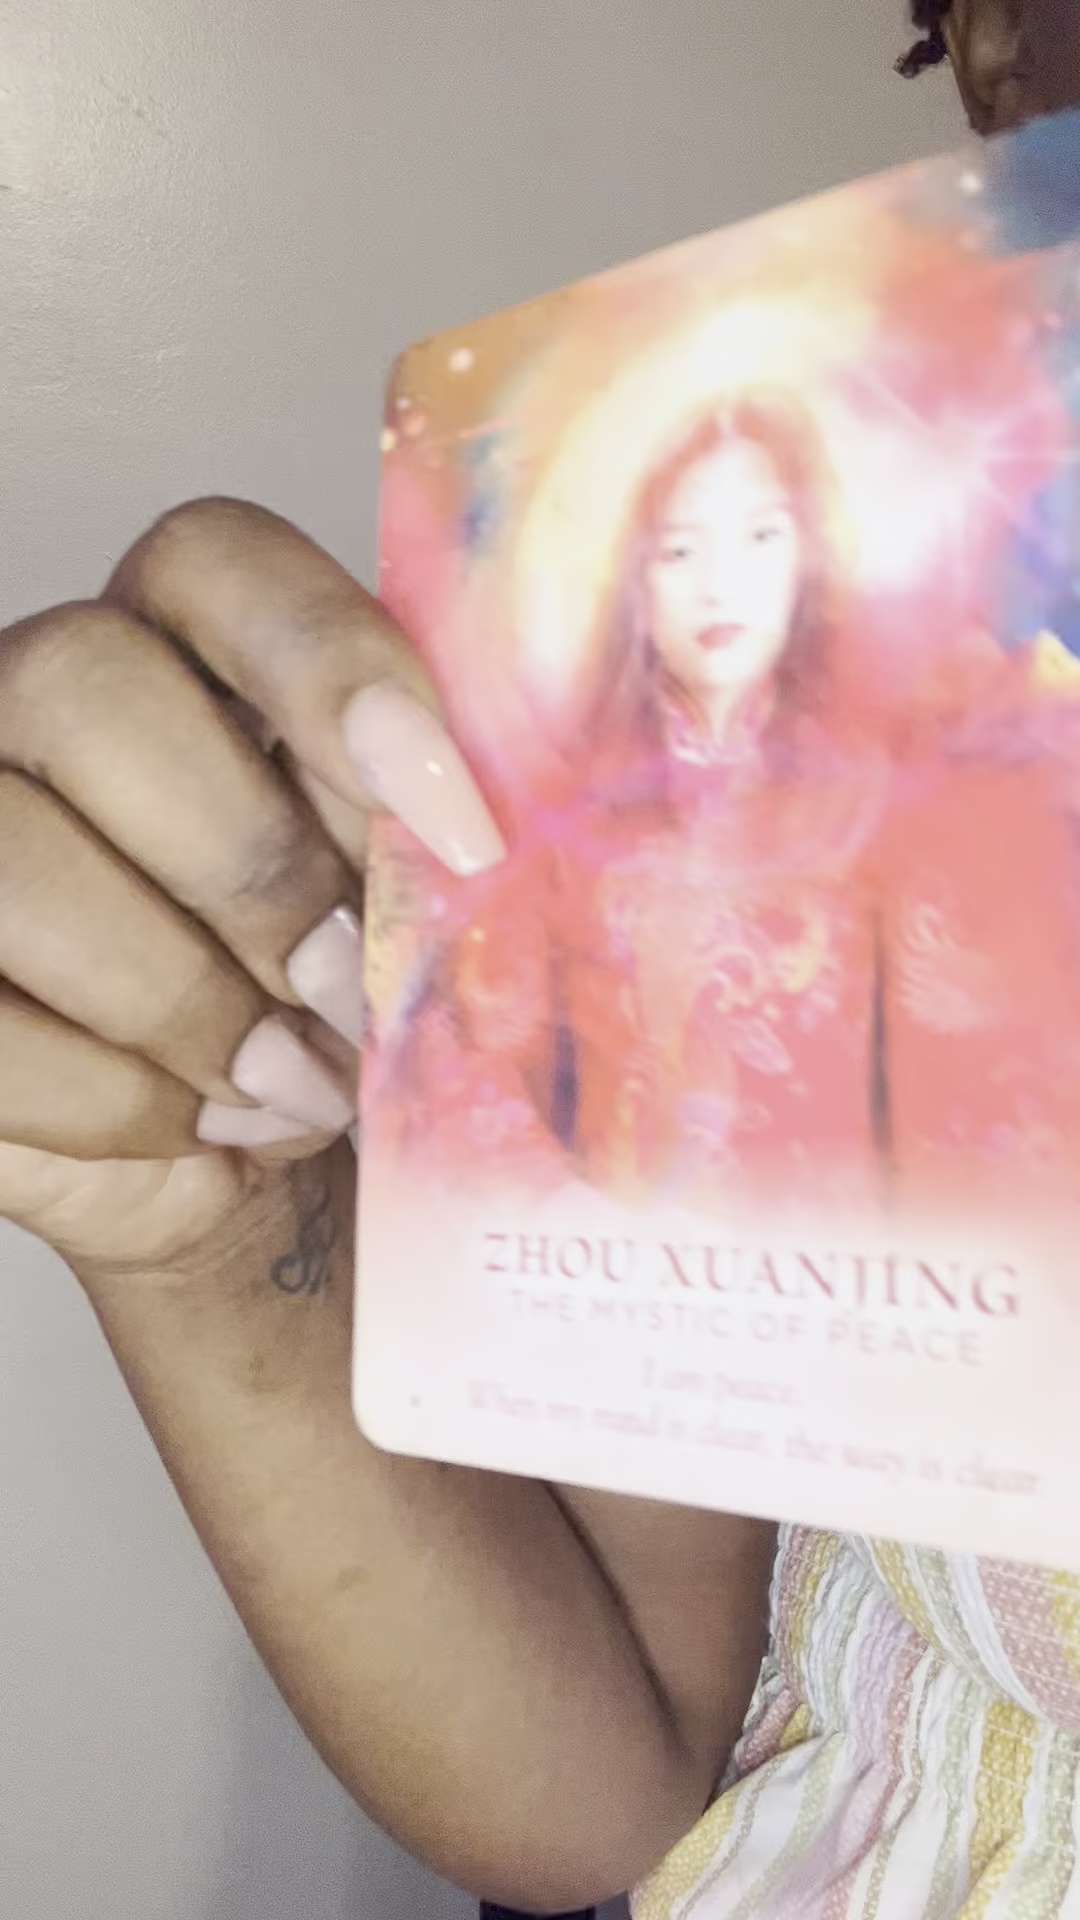 ZHOU XUANJING
THE MYSTIC OF PEACE
I am peace.
When my mind is clear, the way is clear.